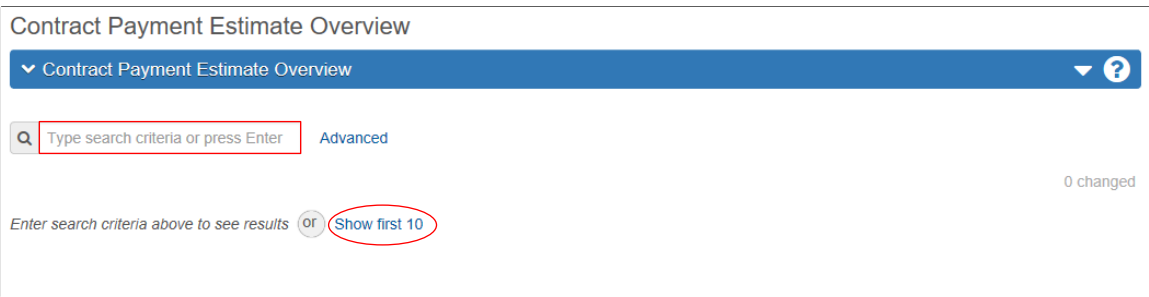 Contract Payment Estimate Overview
Contract Payment Estimate Overview ?
Type search criteria or press Enter Advanced
0 changed
Enter search criteria above to see results or Show first 10